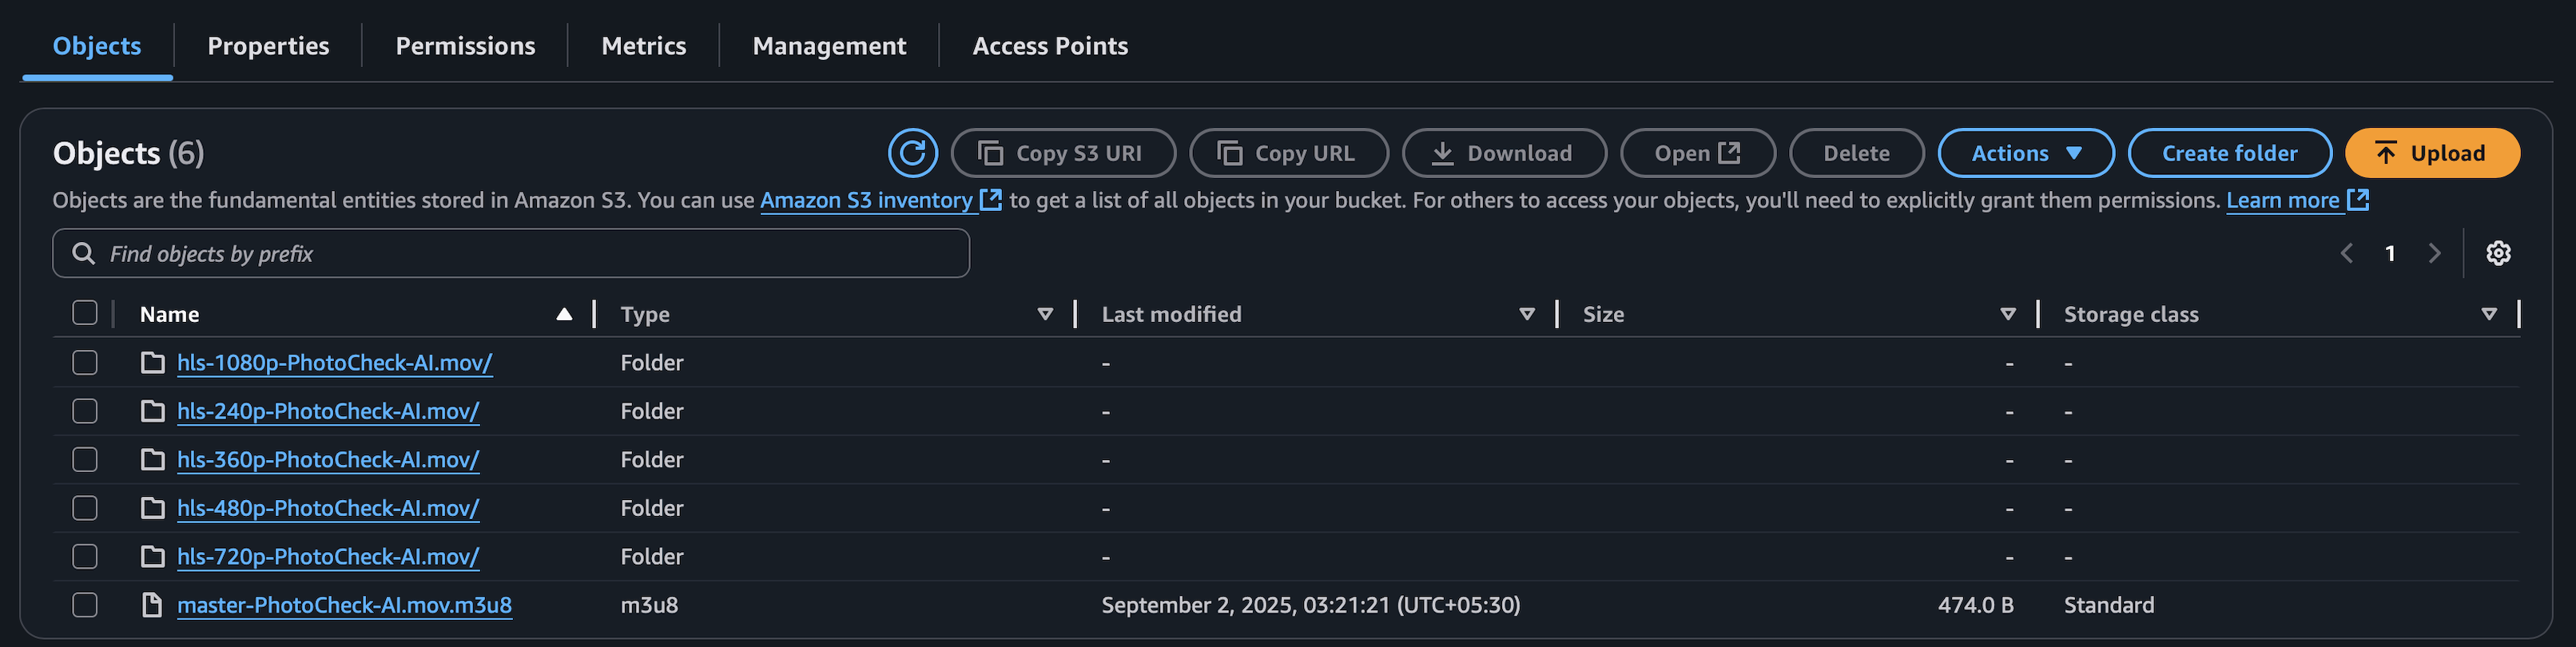 Objects Properties Permissions Metrics Management Access Points
Objects (6) Copy S3 URI Copy URL Download Open Delete Actions Create folder Upload
Objects are the fundamental entities stored in Amazon S3. You can use Amazon S3 inventory to get a list of all objects in your bucket. For others to access your objects, you'll need to explicitly grant them permissions. Learn more
Find objects by prefix 1
Name Type Last modified Size Storage class
hls-1080p-PhotoCheck-AI.mov/ Folder - - -
hls-240p-PhotoCheck-AI.mov/ Folder - - -
hls-360p-PhotoCheck-AI.mov/ Folder - - -
hls-480p-PhotoCheck-AI.mov/ Folder - - -
hls-720p-PhotoCheck-AI.mov/ Folder - - -
master-PhotoCheck-AI.mov.m3u8 m3u8 September 2, 2025, 03:21:21 (UTC+05:30) 474.0 B Standard